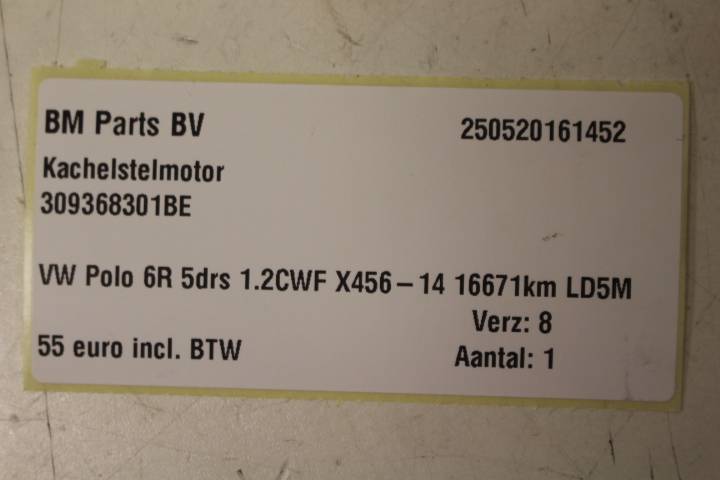 BM Parts BV 250520161452
Kachelstelmotor
309368301BE
VW Polo 6R 5drs 1.2CWF X456-14 16671km LD5M
Verz: 8
55 euro incl. BTW Aantal: 1